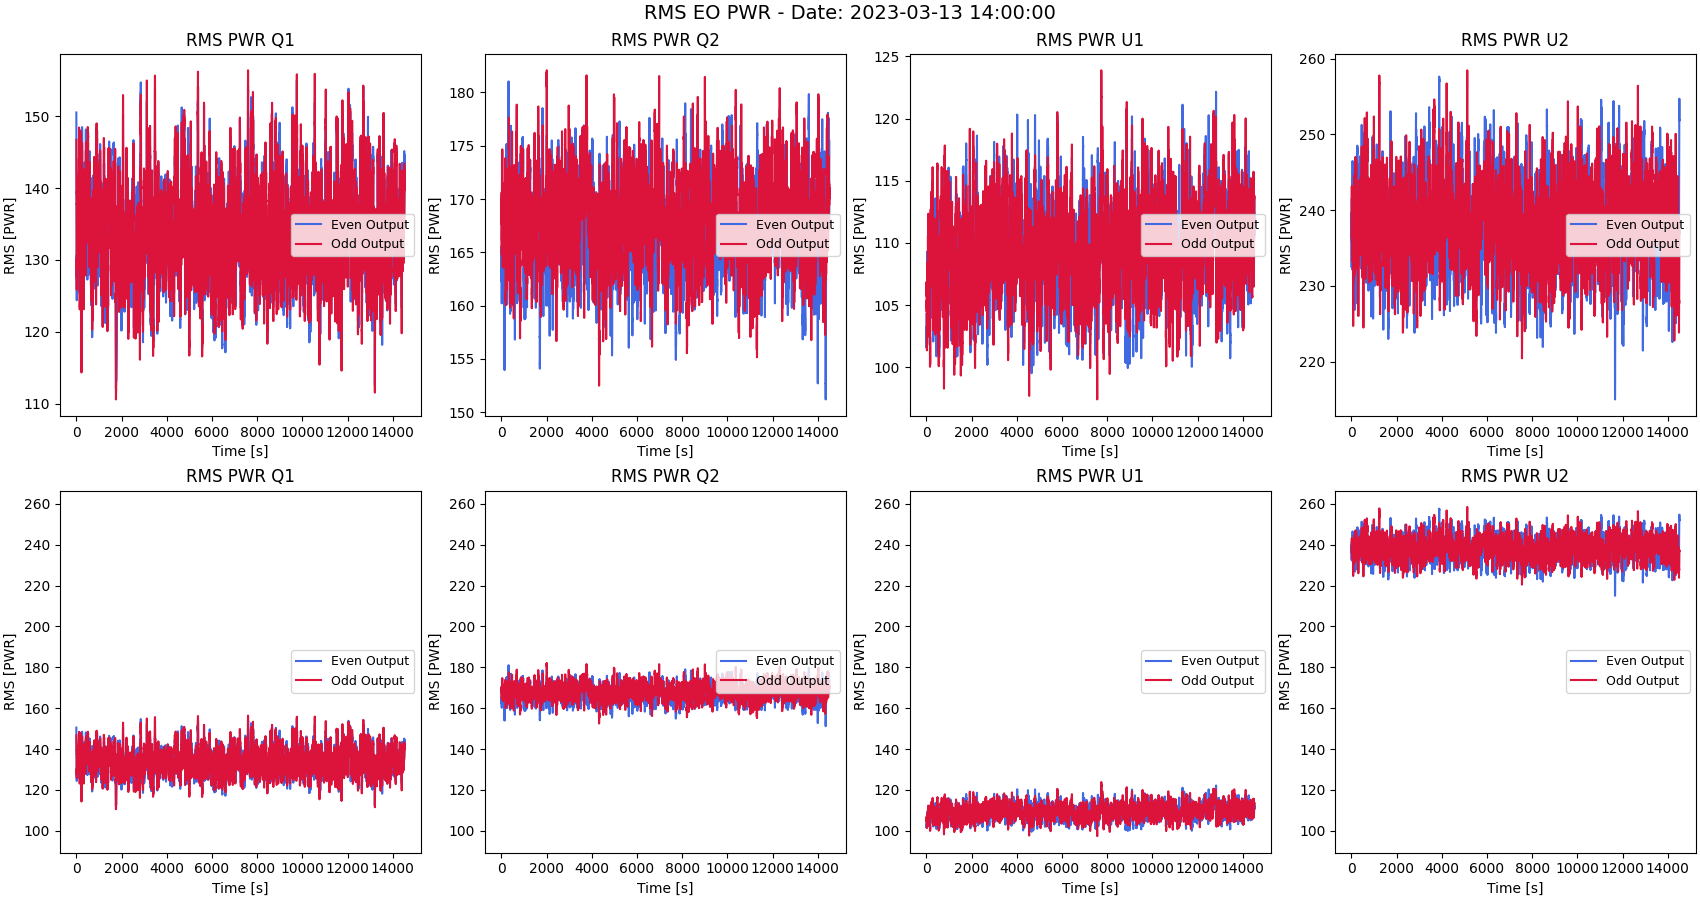 RMS EO PWR - Date: 2023-03-13 14:00:00
RMS PWR Q1
RMS [PWR]
150
140
130
120
110
Even Output
Odd Output
0 2000 4000 6000 8000 10000 12000 14000
Time [s]
RMS PWR Q2
RMS [PWR]
180
175
170
165
160
155
150
Even Output
Odd Output
0 2000 4000 6000 8000 10000 12000 14000
Time [s]
RMS PWR U1
RMS [PWR]
125
120
115
110
105
100
Even Output
Odd Output
0 2000 4000 6000 8000 10000 12000 14000
Time [s]
RMS PWR U2
RMS [PWR]
260
250
240
230
220
Even Output
Odd Output
0 2000 4000 6000 8000 10000 12000 14000
Time [s]
RMS PWR Q1
RMS [PWR]
260
240
220
200
180
160
140
120
100
Even Output
Odd Output
0 2000 4000 6000 8000 10000 12000 14000
Time [s]
RMS PWR Q2
RMS [PWR]
260
240
220
200
180
160
140
120
100
Even Output
Odd Output
0 2000 4000 6000 8000 10000 12000 14000
Time [s]
RMS PWR U1
RMS [PWR]
260
240
220
200
180
160
140
120
100
Even Output
Odd Output
0 2000 4000 6000 8000 10000 12000 14000
Time [s]
RMS PWR U2
RMS [PWR]
260
240
220
200
180
160
140
120
100
Even Output
Odd Output
0 2000 4000 6000 8000 10000 12000 14000
Time [s]